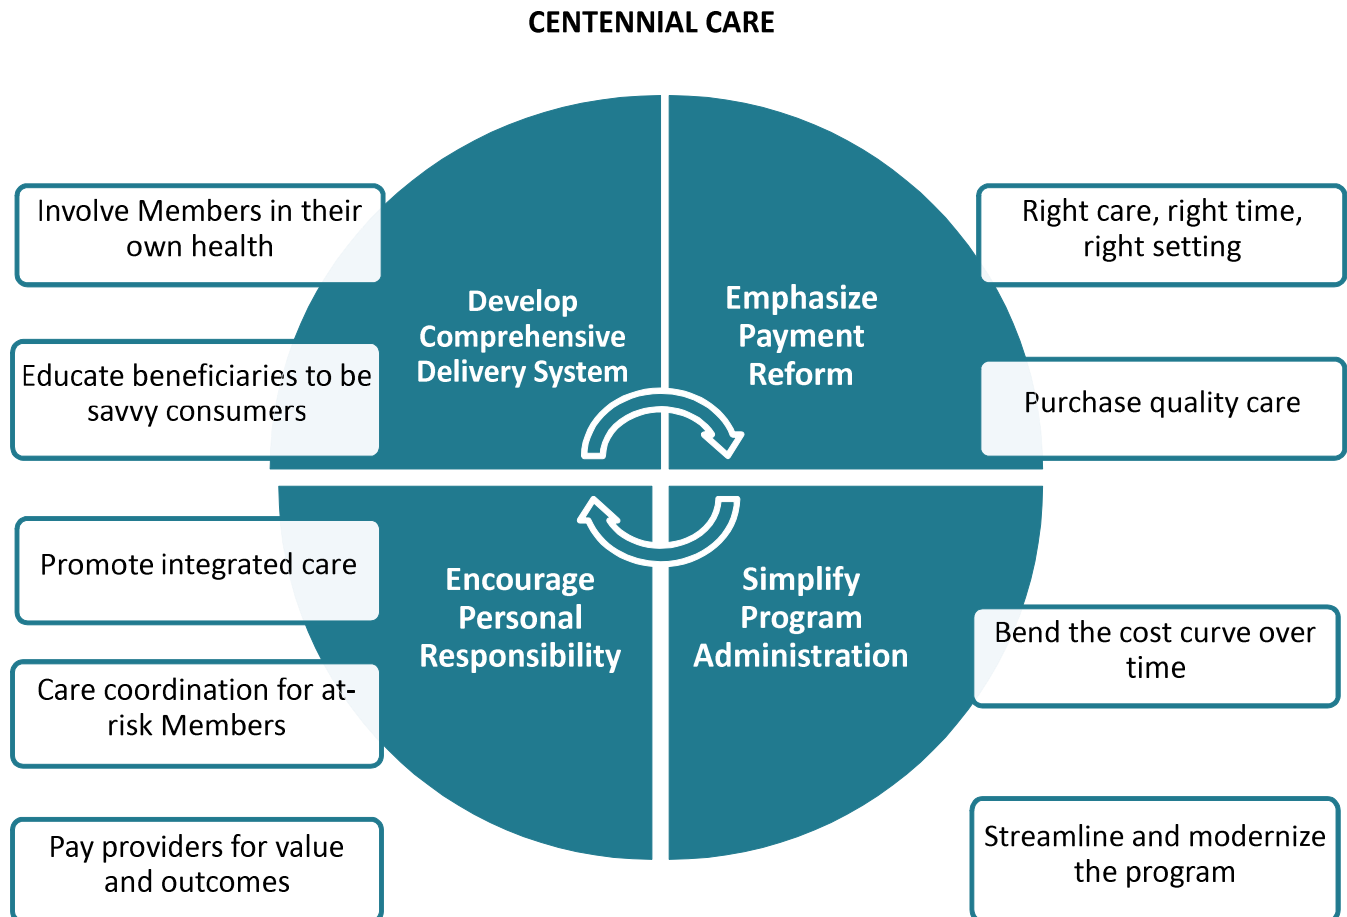 CENTENNIAL CARE
Involve Members in their
own health
Educate beneficiaries to be
savvy consumers
Promote integrated care
Care coordination for at-
risk Members
Pay providers for value
and outcomes
Develop
Comprehensive
Delivery System
Emphasize
Payment
Reform
Encourage
Personal
Responsibility
Simplify
Program
Administration
Right care, right time,
right setting
Purchase quality care
Bend the cost curve over
time
Streamline and modernize
the program